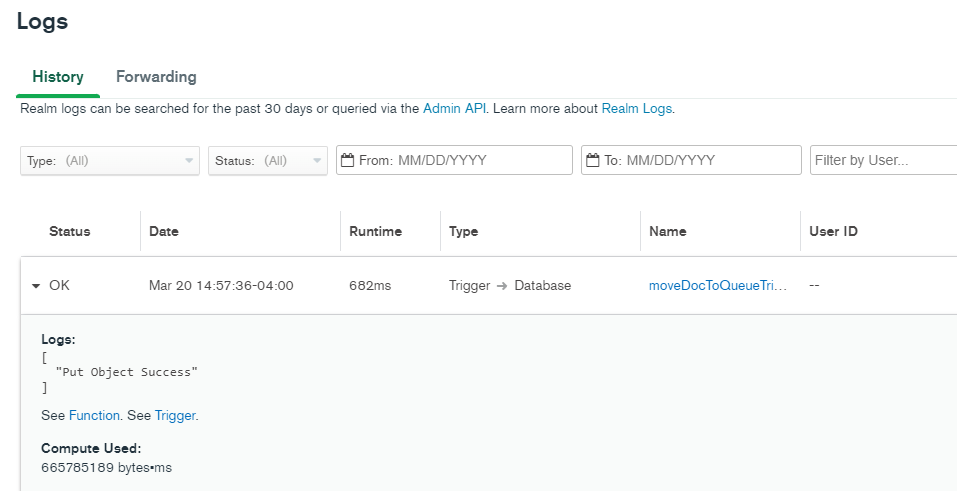 Logs
History Forwarding
Realm logs can be searched for the past 30 days or queried via the Admin API. Learn more about Realm Logs.
Type: (All) Status: (All) From: MM/DD/YYYY To: MM/DD/YYYY Filter by User...
Status Date Runtime Type Name User ID
OK Mar 20 14:57:36-04:00 682ms Trigger → Database moveDocToQueueTri... --
Logs:
[
"Put Object Success"
]
See Function. See Trigger.
Compute Used:
665785189 bytes•ms